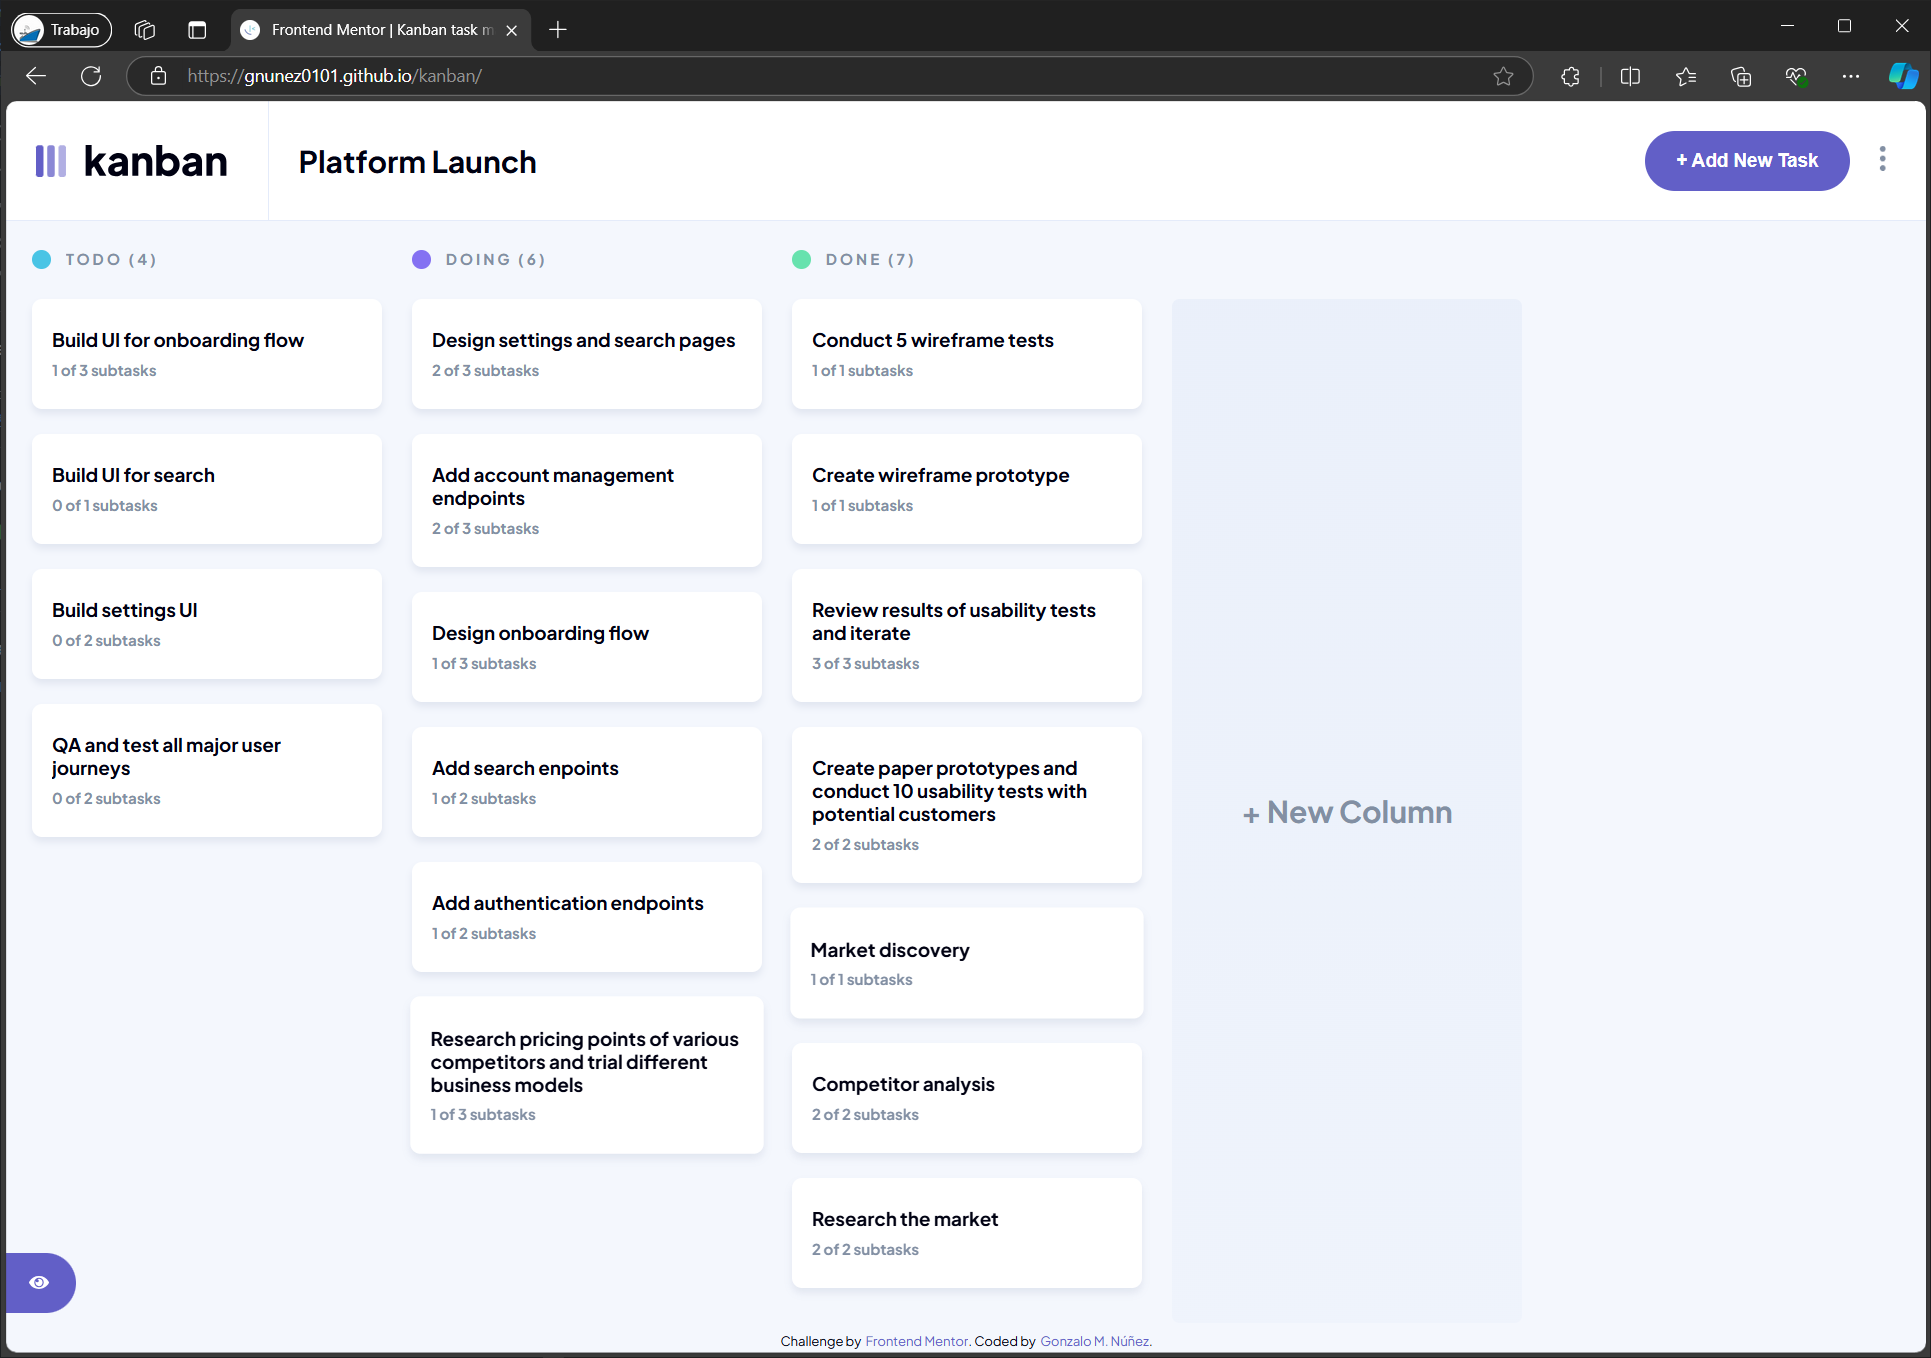 Trabajo
Frontend Mentor | Kanban task m
https://gnunez0101.github.io/kanban/
kanban
Platform Launch
+ Add New Task
TODO (4)
Build UI for onboarding flow
1 of 3 subtasks
Build UI for search
0 of 1 subtasks
Build settings UI
0 of 2 subtasks
QA and test all major user
journeys
0 of 2 subtasks
DOING (6)
Design settings and search pages
2 of 3 subtasks
Add account management
endpoints
2 of 3 subtasks
Design onboarding flow
1 of 3 subtasks
Add search enpoints
1 of 2 subtasks
Add authentication endpoints
1 of 2 subtasks
Research pricing points of various
competitors and trial different
business models
1 of 3 subtasks
DONE (7)
Conduct 5 wireframe tests
1 of 1 subtasks
Create wireframe prototype
1 of 1 subtasks
Review results of usability tests
and iterate
3 of 3 subtasks
Create paper prototypes and
conduct 10 usability tests with
potential customers
2 of 2 subtasks
Market discovery
1 of 1 subtasks
Competitor analysis
2 of 2 subtasks
Research the market
2 of 2 subtasks
+ New Column
Challenge by Frontend Mentor. Coded by Gonzalo M. Núñez.